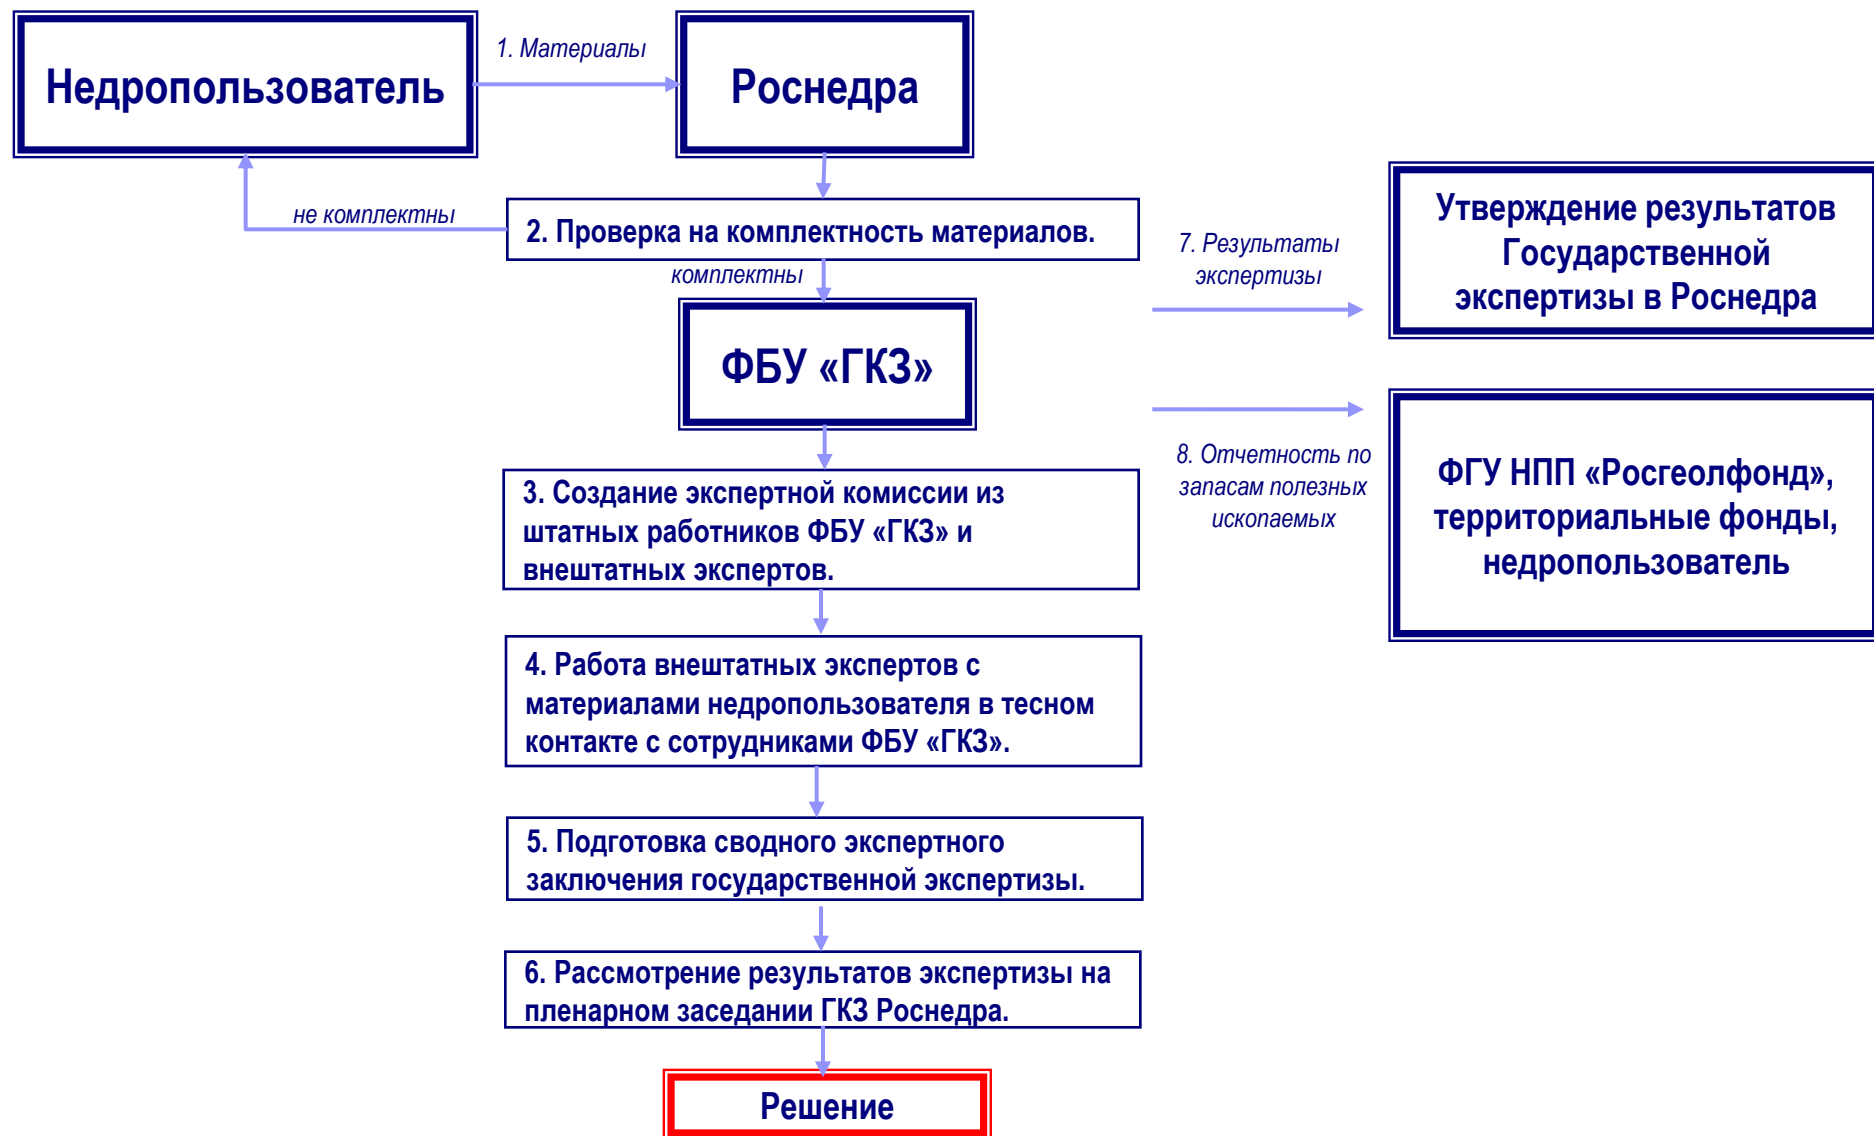 Недропользователь
1. Материалы
Роснедра
не комплектны
2. Проверка на комплектность материалов.
комплектны
ФБУ «ГКЗ»
3. Создание экспертной комиссии из
штатных работников ФБУ «ГКЗ» и
внештатных экспертов.
4. Работа внештатных экспертов с
материалами недропользователя в тесном
контакте с сотрудниками ФБУ «ГКЗ».
5. Подготовка сводного экспертного
заключения государственной экспертизы.
6. Рассмотрение результатов экспертизы на
пленарном заседании ГКЗ Роснедра.
Решение
7. Результаты
экспертизы
Утверждение результатов
Государственной
экспертизы в Роснедра
8. Отчетность по
запасам полезных
ископаемых
ФГУ НПП «Росгеолфонд»,
территориальные фонды,
недропользователь